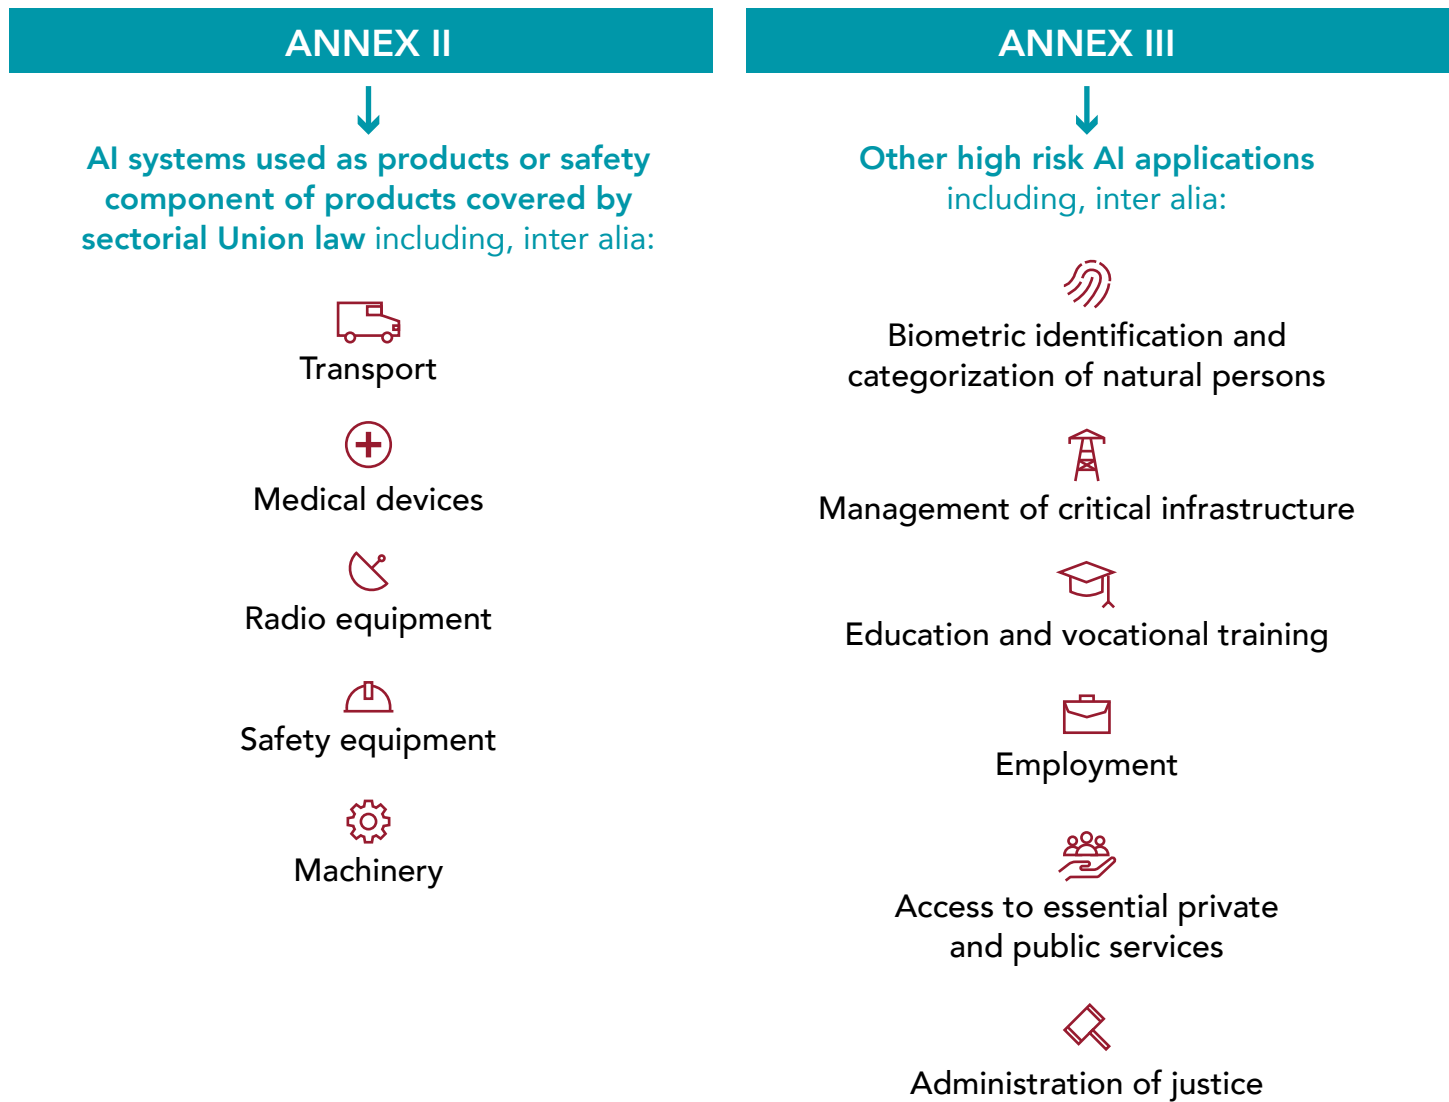 ANNEX II
AI systems used as products or safety
component of products covered by
sectorial Union law including, inter alia:
Transport
Medical devices
Radio equipment
Safety equipment
Machinery
ANNEX III
Other high risk AI applications
including, inter alia:
Biometric identification and
categorization of natural persons
Management of critical infrastructure
Education and vocational training
Employment
Access to essential private
and public services
Administration of justice